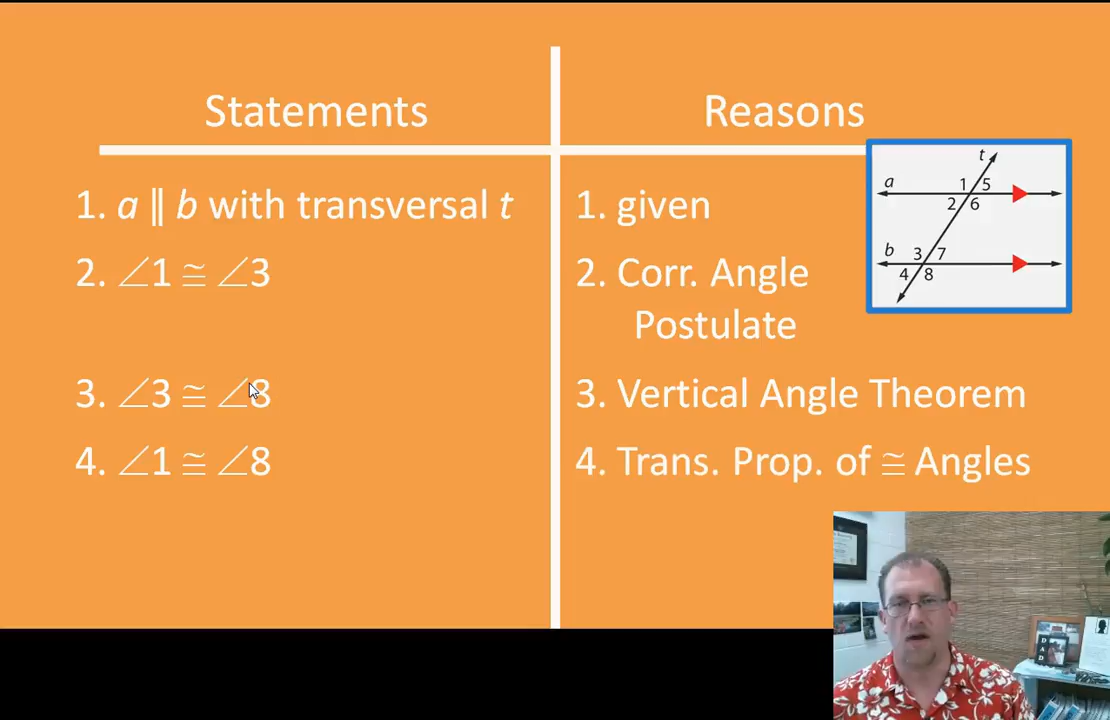 Statements
Reasons
1. a ∥ b with transversal t
1. given
2. ∠1 ≅ ∠3
2. Corr. Angle
Postulate
3. ∠3 ≅ ∠8
3. Vertical Angle Theorem
4. ∠1 ≅ ∠8
4. Trans. Prop. of ≅ Angles
t
a
1 5
2 6
b
3 7
4 8
DAD